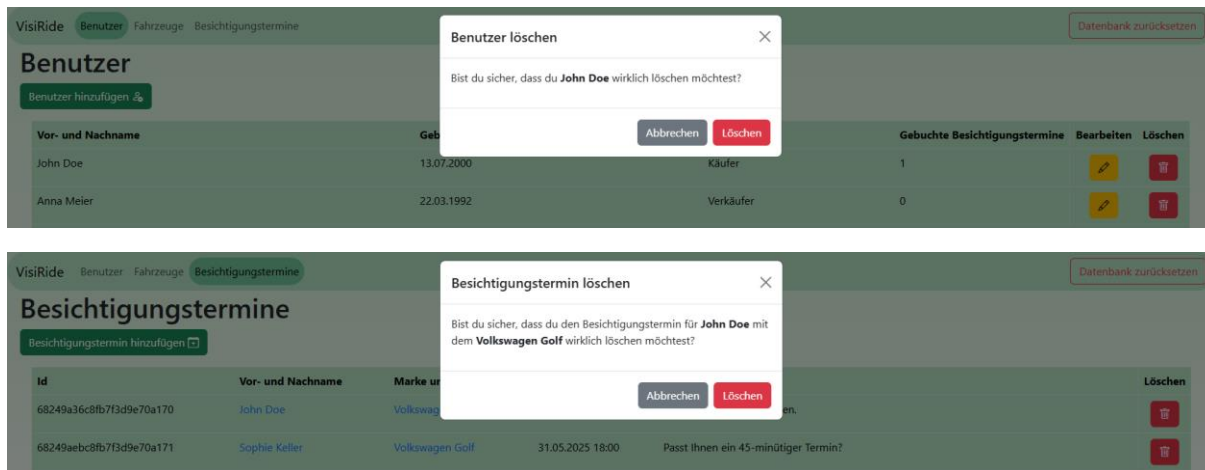 VisiRide Benutzer Fahrzeuge Besichtigungstermine Datenbank zurücksetzen
Benutzer löschen
Benutzer
Bist du sicher, dass du John Doe wirklich löschen möchtest?
Benutzer hinzufügen
Abbrechen Löschen
Vor- und Nachname Geb Gebuchte Besichtigungstermine Bearbeiten Löschen
John Doe 13.07.2000 Käufer 1
Anna Meier 22.03.1992 Verkäufer 0
VisiRide Benutzer Fahrzeuge Besichtigungstermine Datenbank zurücksetzen
Besichtigungstermin löschen
Besichtigungstermine
Bist du sicher, dass du den Besichtigungstermin für John Doe mit
dem Volkswagen Golf wirklich löschen möchtest?
Besichtigungstermin hinzufügen
Abbrechen Löschen
Id Vor- und Nachname Marke un Löschen
68249a36c8fb7f3d9e70a170 John Doe Volkswag en.
68249aebc8fb7f3d9e70a171 Sophie Keller Volkswagen Golf 31.05.2025 18:00 Passt Ihnen ein 45-minütiger Termin?